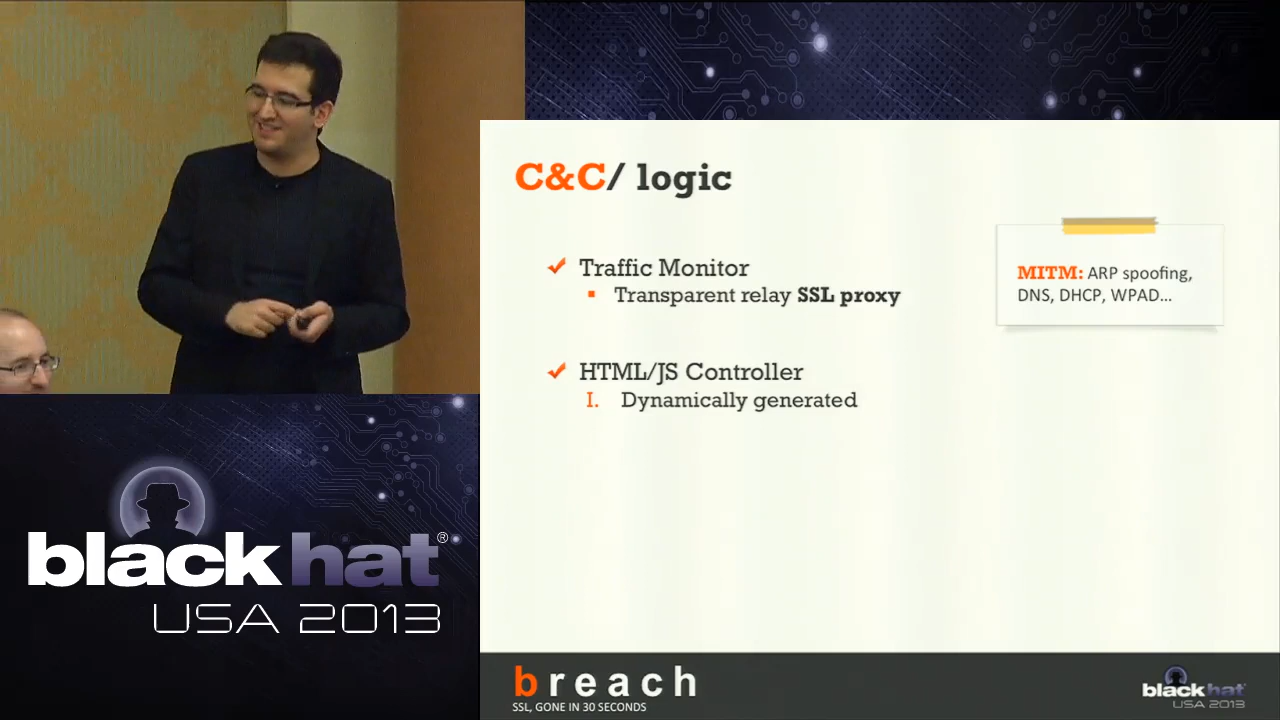 C&C/ logic
Traffic Monitor
Transparent relay SSL proxy
HTML/JS Controller
I. Dynamically generated
MITM: ARP spoofing,
DNS, DHCP, WPAD...
black hat®
USA 2013
breach
SSL, GONE IN 30 SECONDS
black hat
USA 2013